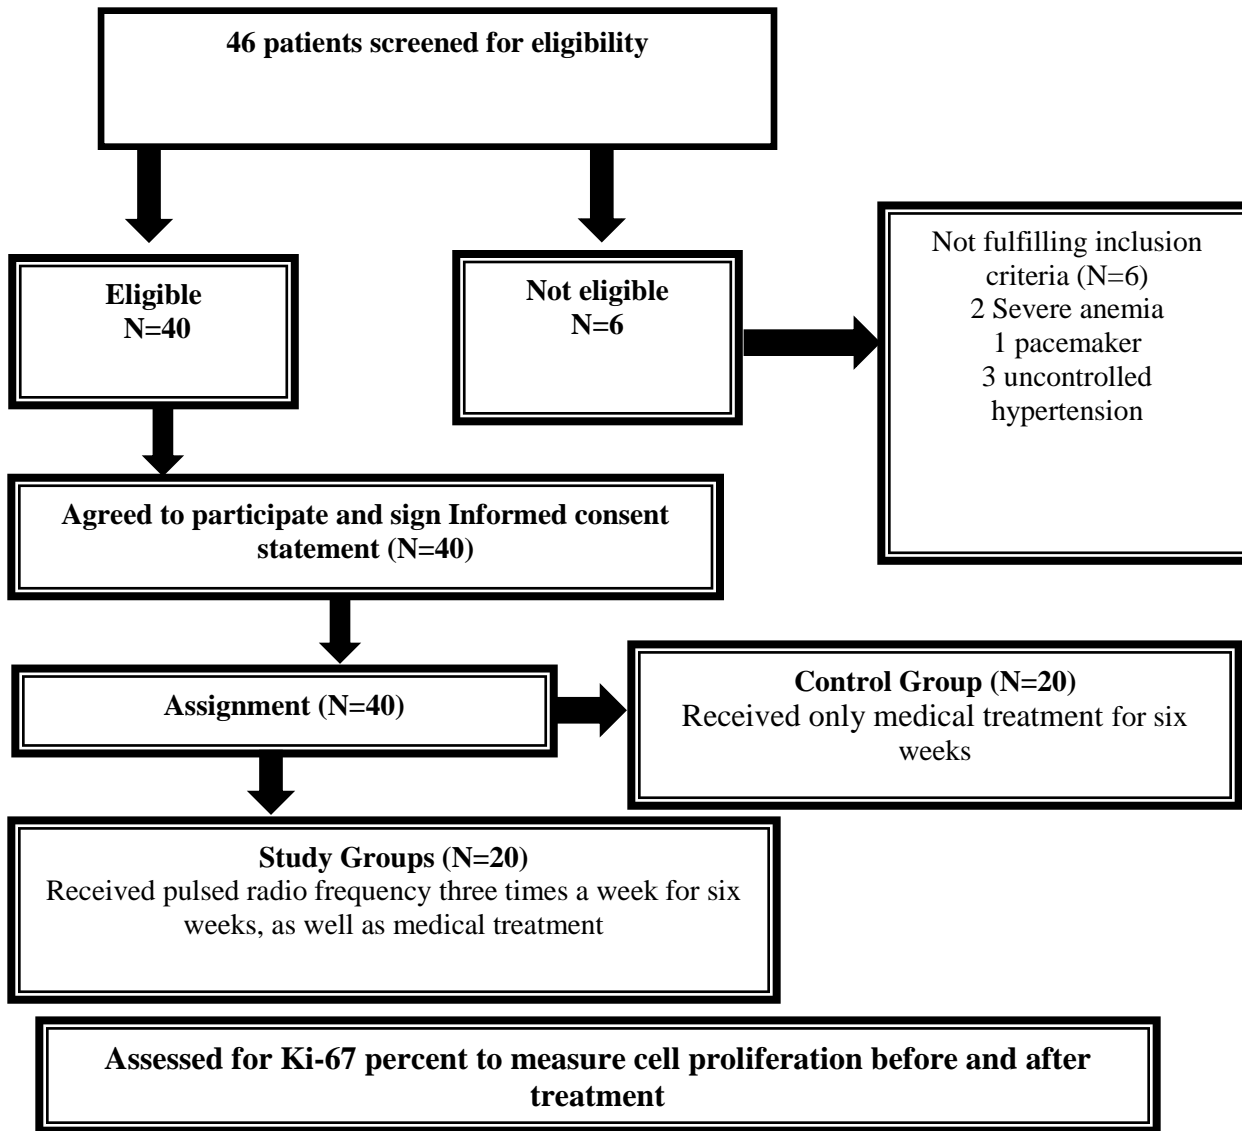 46 patients screened for eligibility
Eligible
N=40
Not eligible
N=6
Not fulfilling inclusion
criteria (N=6)
2 Severe anemia
1 pacemaker
3 uncontrolled
hypertension
Agreed to participate and sign Informed consent
statement (N=40)
Assignment (N=40)
Control Group (N=20)
Received only medical treatment for six
weeks
Study Groups (N=20)
Received pulsed radio frequency three times a week for six
weeks, as well as medical treatment
Assessed for Ki-67 percent to measure cell proliferation before and after
treatment